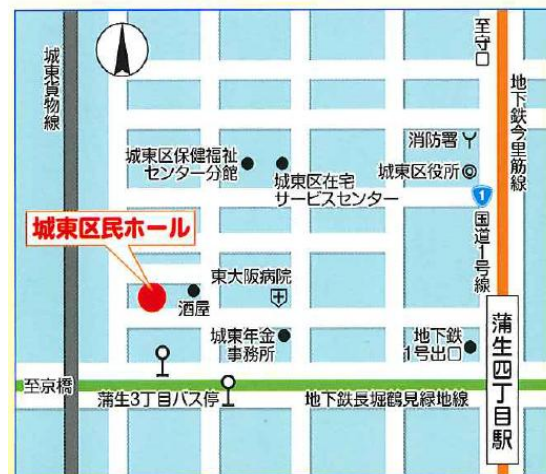 城東貨物線
至守口
地下鉄今里筋線
消防署
城東区役所
城東区保健福祉
センター分館
城東区在宅
サービスセンター
1
国道1号線
城東区民ホール
東大阪病院
酒屋
城東年金
事務所
地下鉄
1号出口
蒲生四丁目駅
至京橋
蒲生3丁目バス停
地下鉄長堀鶴見緑地線